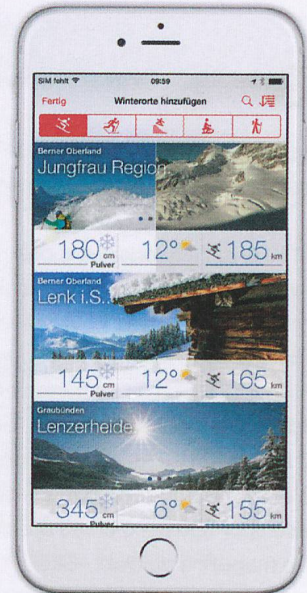 SIM fehlt 09:59
Fertig Winterorte hinzufügen
Berner Oberland
Jungfrau Region
180 cm 12° 185 km
Pulver
Berner Oberland
Lenk i.S.
145 cm 12° 165 km
Pulver
Graubünden
Lenzerheide
345 cm 6° 155 km
Pulver